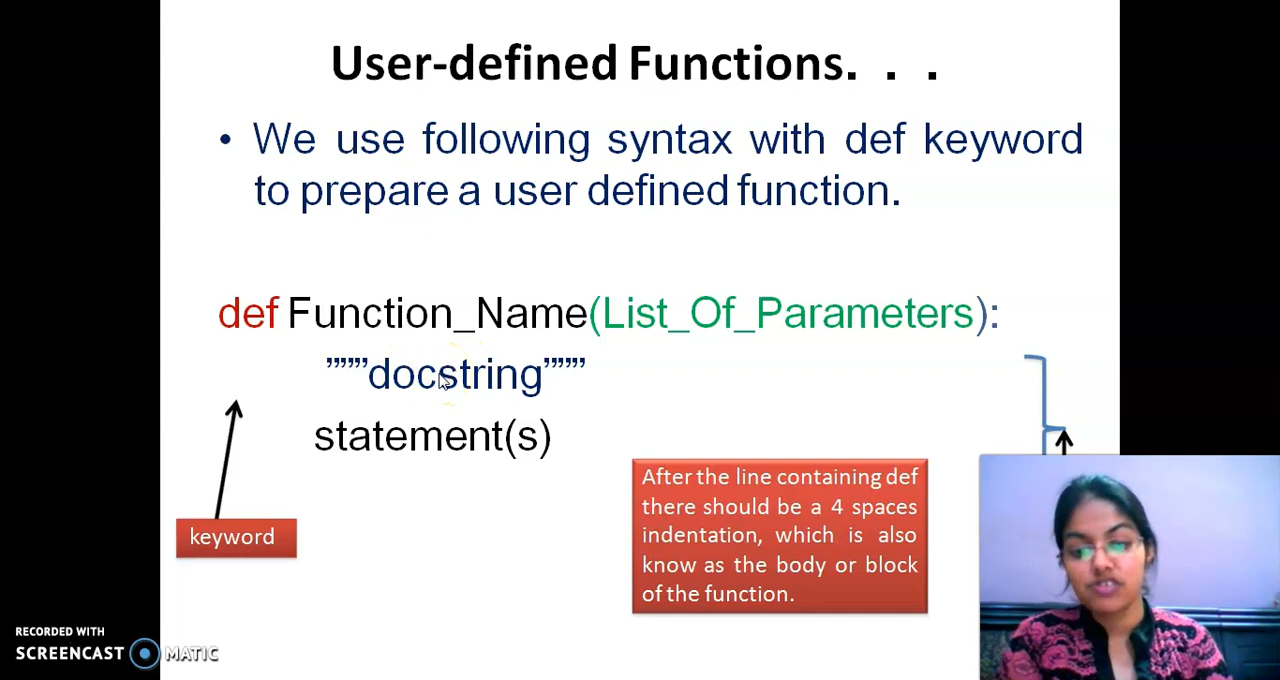 User-defined Functions. . .
• We use following syntax with def keyword
to prepare a user defined function.
def Function_Name(List_Of_Parameters):
”””docstring”””
statement(s)
keyword
After the line containing def
there should be a 4 spaces
indentation, which is also
know as the body or block
of the function.
RECORDED WITH
SCREENCAST MATIC